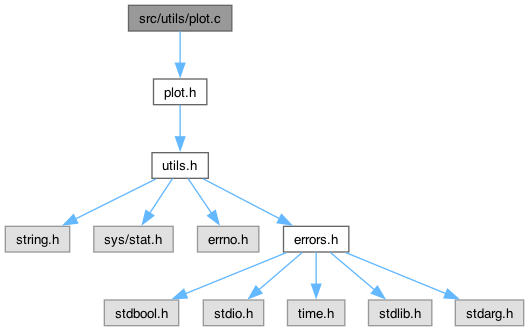 src/utils/plot.c
plot.h
utils.h
string.h
sys/stat.h
errno.h
errors.h
stdbool.h
stdio.h
time.h
stdlib.h
stdarg.h